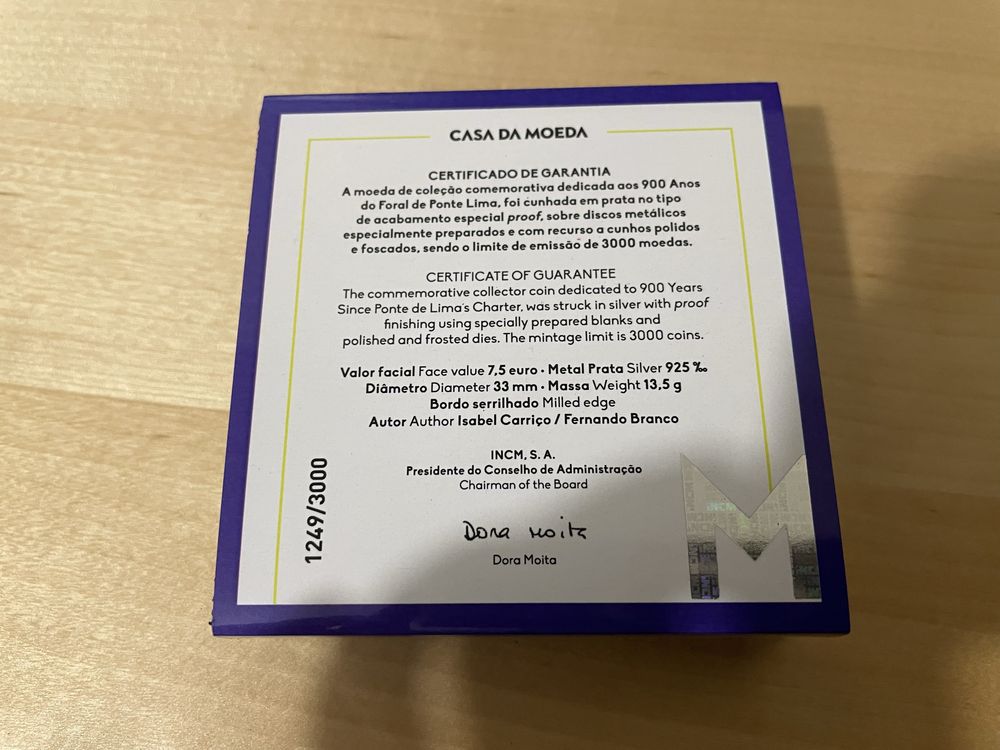 CASA DA MOEDA
CERTIFICADO DE GARANTIA
A moeda de coleção comemorativa dedicada aos 900 Anos
do Foral de Ponte Lima, foi cunhada em prata no tipo
de acabamento especial proof, sobre discos metálicos
especialmente preparados e com recurso a cunhos polidos
e foscados, sendo o limite de emissão de 3000 moedas.
CERTIFICATE OF GUARANTEE
The commemorative collector coin dedicated to 900 Years
Since Ponte de Lima's Charter, was struck in silver with proof
finishing using specially prepared blanks and
polished and frosted dies. The mintage limit is 3000 coins.
Valor facial Face value 7,5 euro · Metal Prata Silver 925 ‰
Diâmetro Diameter 33 mm · Massa Weight 13,5 g
Bordo serrilhado Milled edge
Autor Author Isabel Carriço / Fernando Branco
INCM, S. A.
Presidente do Conselho de Administração
Chairman of the Board
Dora Moita
Dora Moita
1249/3000
INCM